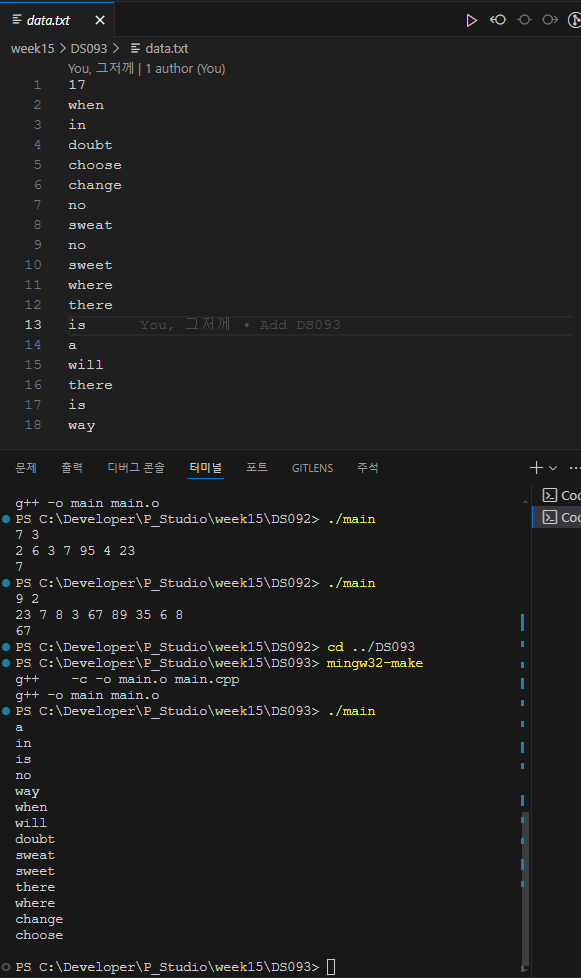 data.txt
week15 > DS093 > data.txt
You, 그저께 | 1 author (You)
1 17
2 when
3 in
4 doubt
5 choose
6 change
7 no
8 sweat
9 no
10 sweet
11 where
12 there
13 is You, 그저께 • Add DS093
14 a
15 will
16 there
17 is
18 way
문제 출력 디버그 콘솔 터미널 포트 GITLENS 주석
g++ -o main main.o
PS C:\Developer\P_Studio\week15\DS092> ./main
7 3
2 6 3 7 95 4 23
7
PS C:\Developer\P_Studio\week15\DS092> ./main
9 2
23 7 8 3 67 89 35 6 8
67
PS C:\Developer\P_Studio\week15\DS092> cd ../DS093
PS C:\Developer\P_Studio\week15\DS093> mingw32-make
g++    -c -o main.o main.cpp
g++ -o main main.o
PS C:\Developer\P_Studio\week15\DS093> ./main
a
in
is
no
way
when
will
doubt
sweat
sweet
there
where
change
choose
PS C:\Developer\P_Studio\week15\DS093>
Coo
Coo